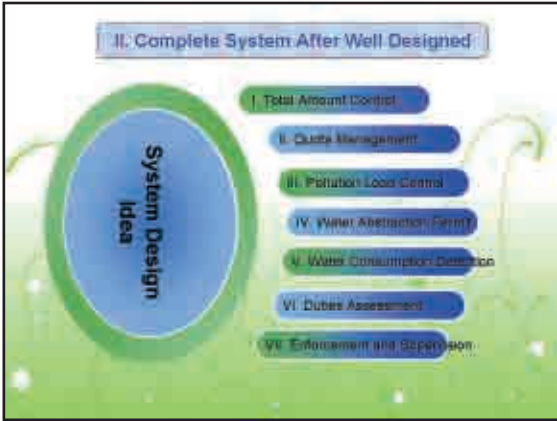 II. Complete System After Well Designed
System Design
Idea
I. Total Amount Control
II. Quota Management
III. Pollution Load Control
IV. Water Abstraction Permit
V. Water Consumption Detection
VI. Duties Assessment
VII. Enforcement and Supervision